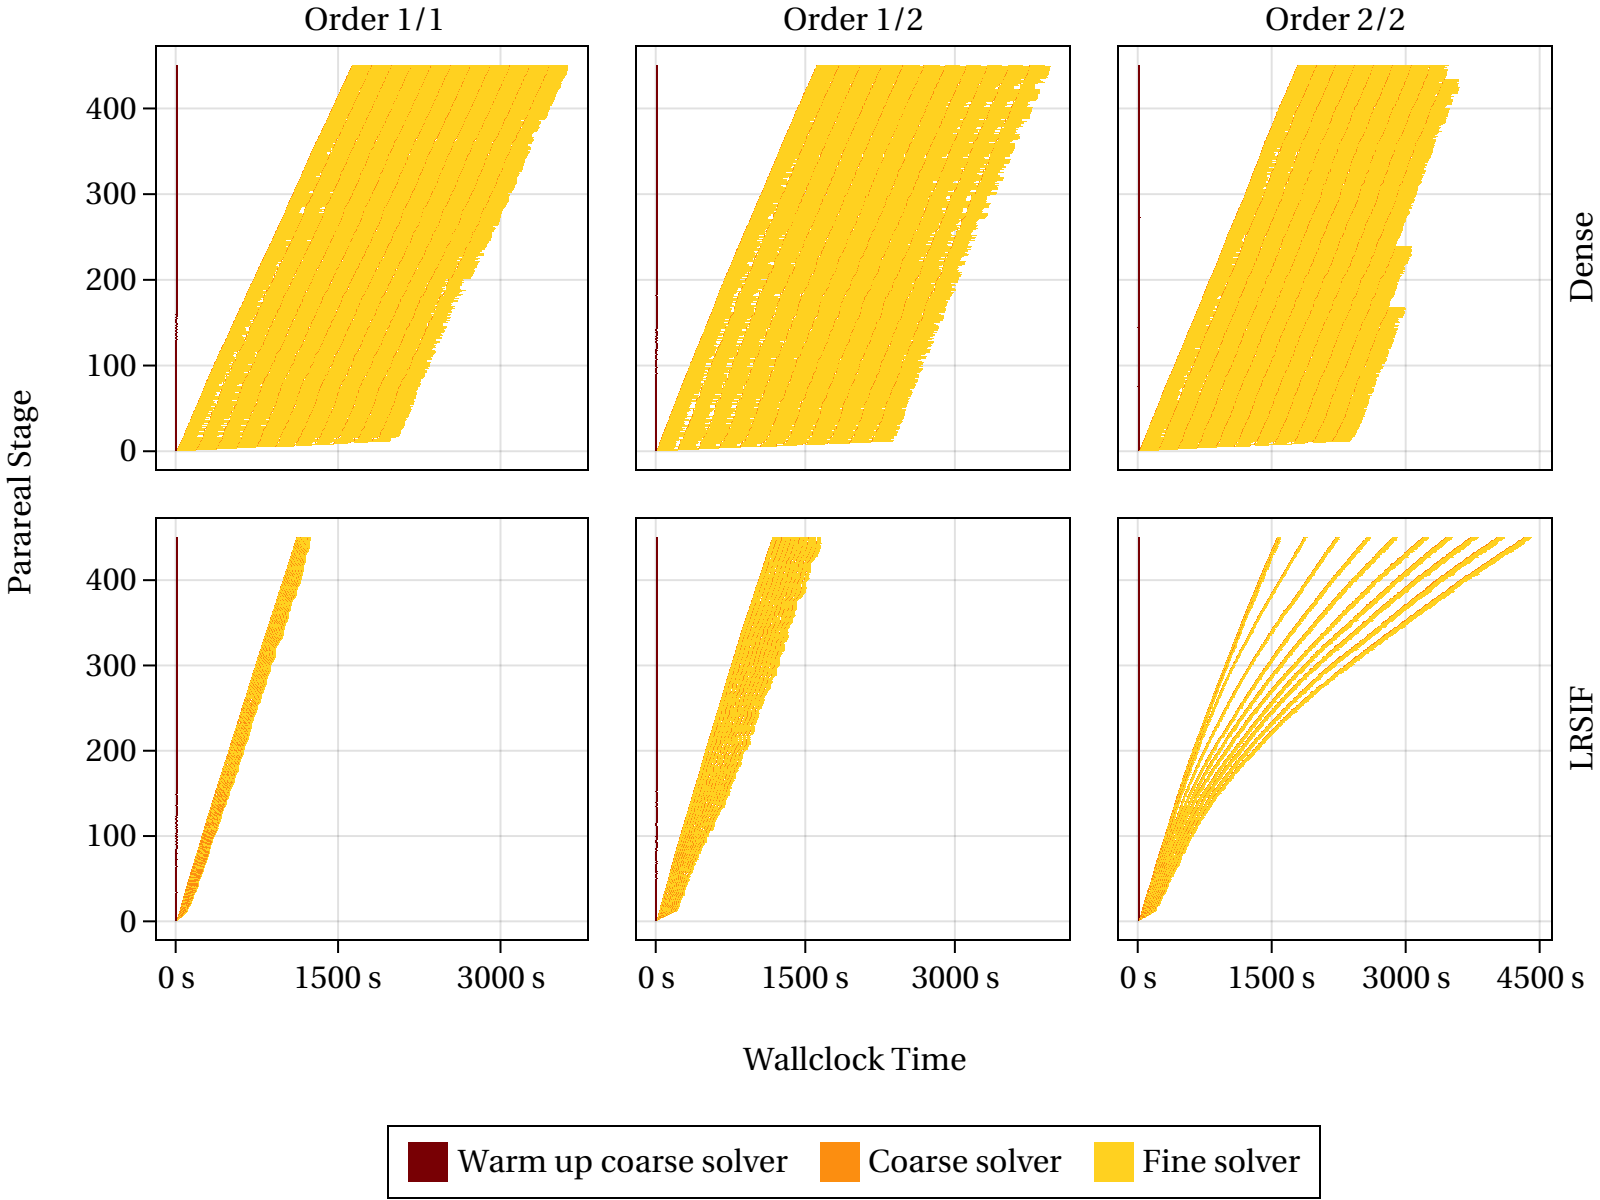 Order 1/1
Order 1/2
Order 2/2
400
300
200
100
0
Dense
Parareal Stage
400
300
200
100
0
LRSIF
0 s 1500 s 3000 s
0 s 1500 s 3000 s
0 s 1500 s 3000 s 4500 s
Wallclock Time
Warm up coarse solver Coarse solver Fine solver